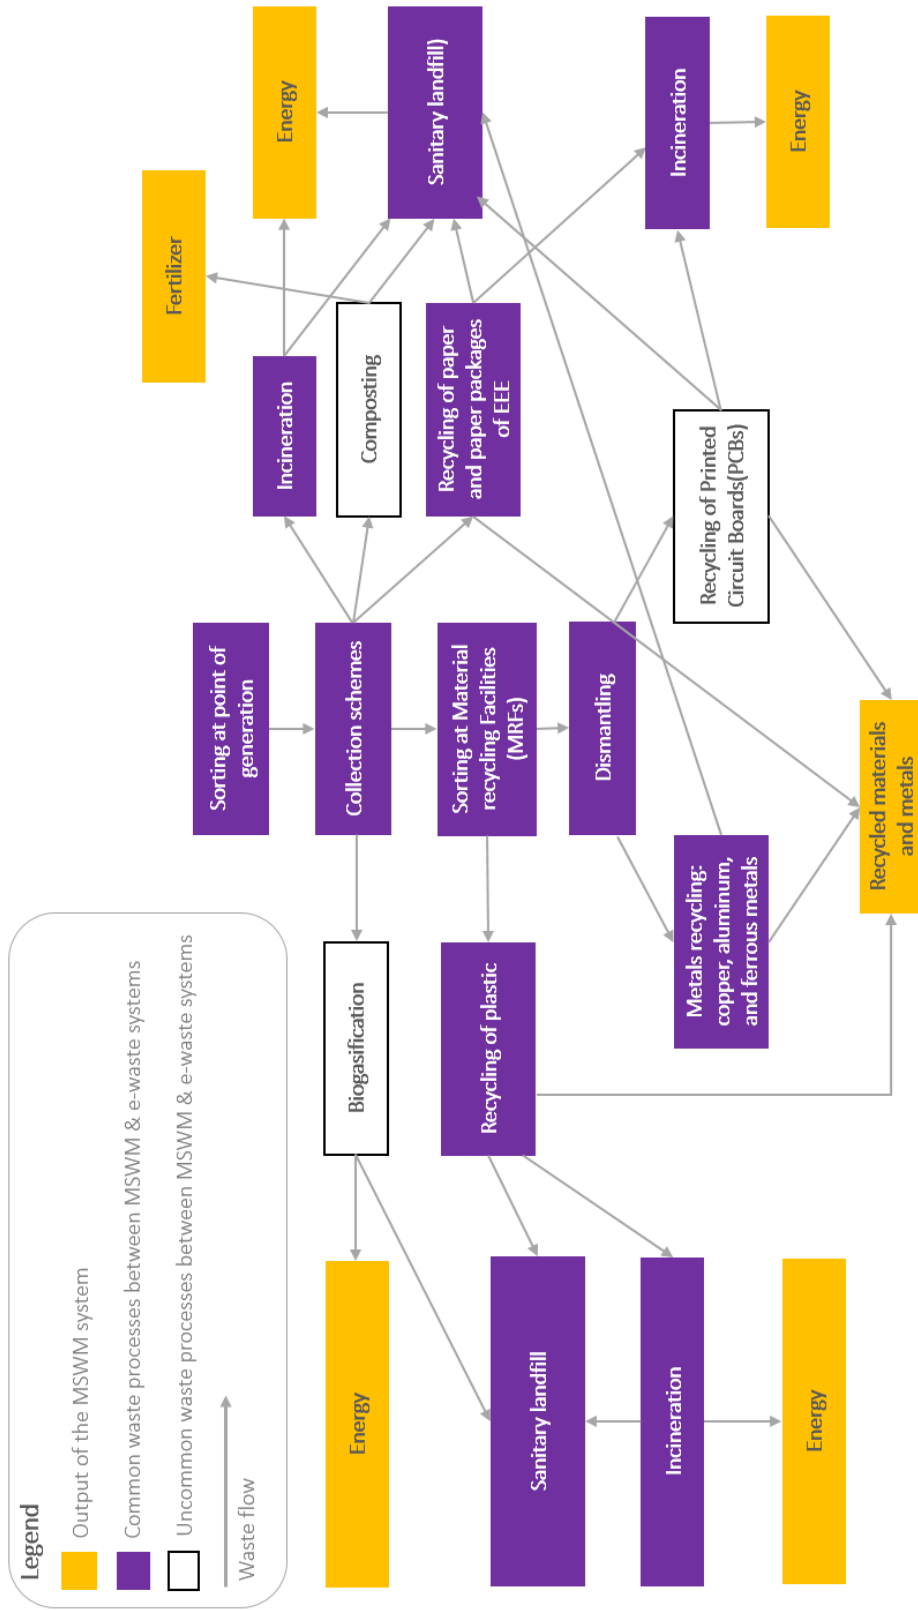 Legend
Output of the MSWM system
Common waste processes between MSWM & e-waste systems
Uncommon waste processes between MSWM & e-waste systems
Waste flow
Energy
Biogasification
Sorting at point of
generation
Collection schemes
Incineration
Composting
Fertilizer
Energy
Sanitary landfill)
Recycling of paper
and paper packages
of EEE
Sorting at Material
recycling Facilities
(MRFs)
Recycling of plastic
Sanitary landfill
Incineration
Energy
Dismantling
Metals recycling:
copper, aluminum,
and ferrous metals
Recycling of Printed
Circuit Boards(PCBs)
Incineration
Energy
Recycled materials
and metals